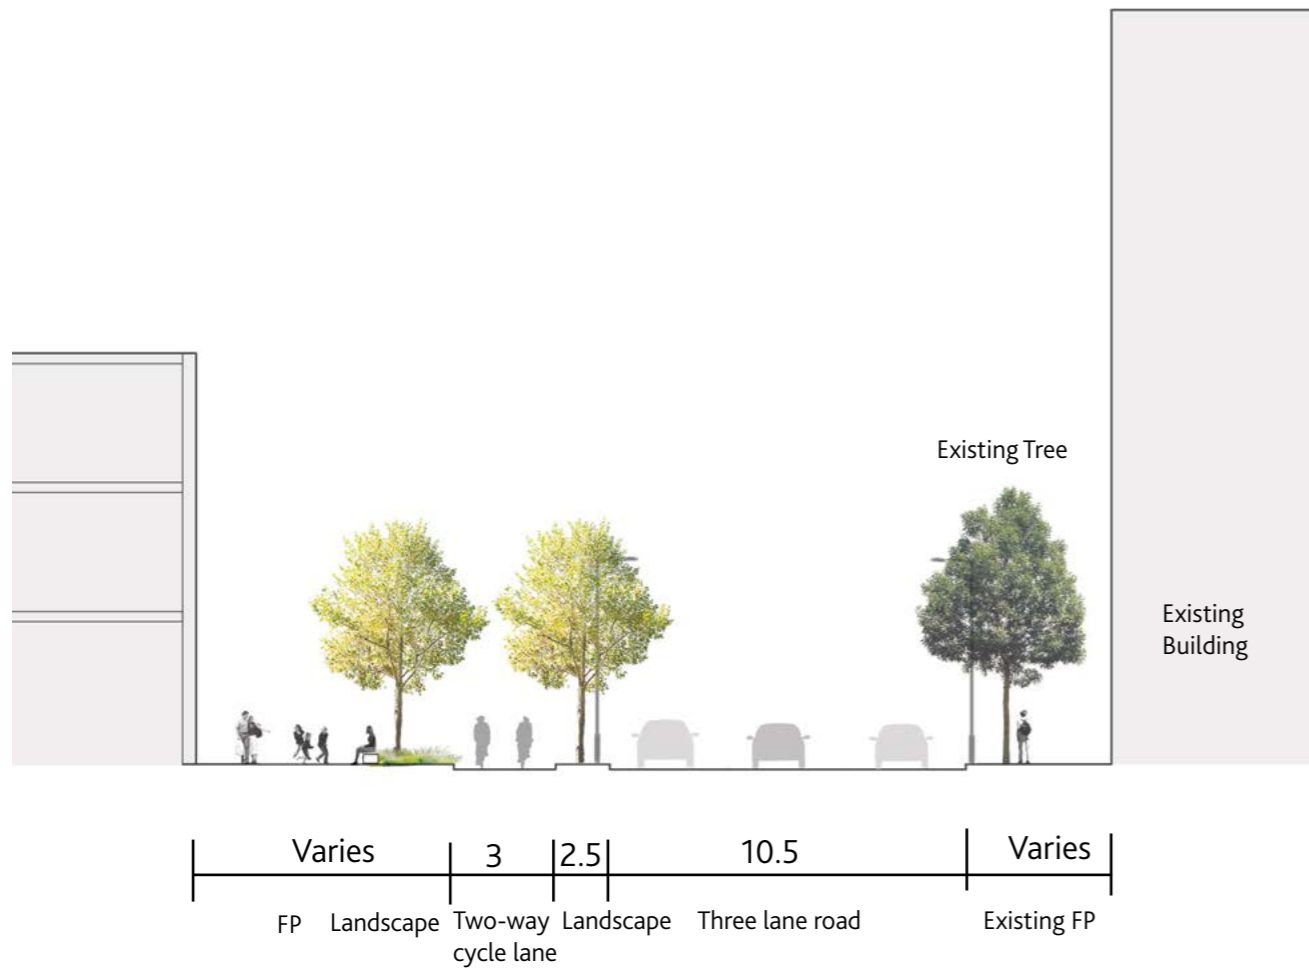 Existing Tree
Existing
Building
Varies
3
2.5
10.5
Varies
FP
Landscape
Two-way
cycle lane
Landscape
Three lane road
Existing FP